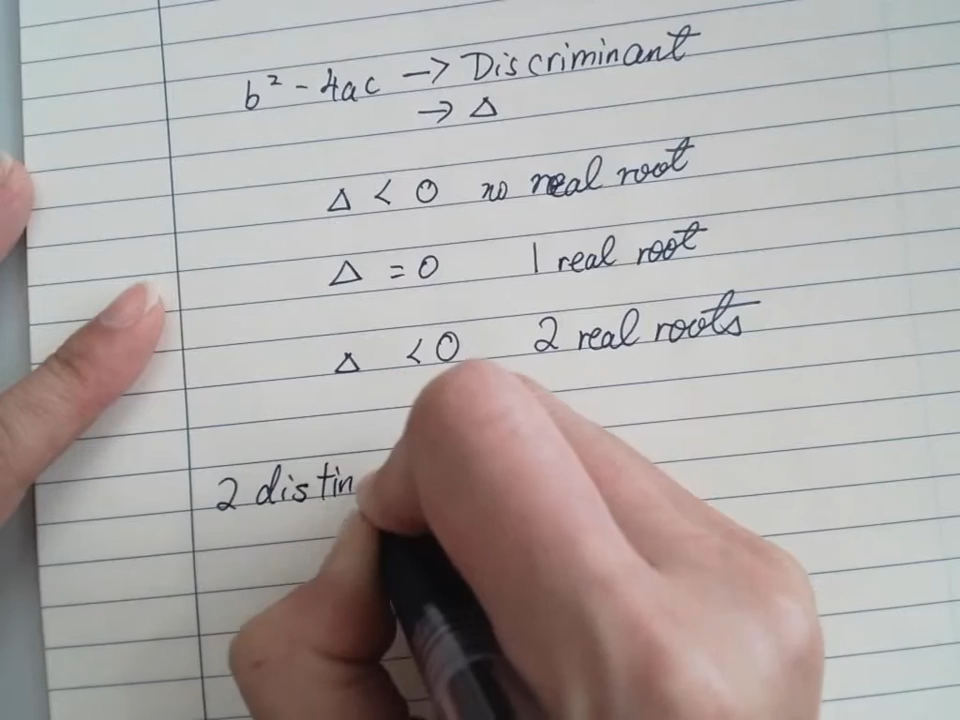 b² - 4ac → Discriminant
→ Δ
Δ < 0 no real root
Δ = 0 1 real root
Δ < 0 2 real roots
2 distin